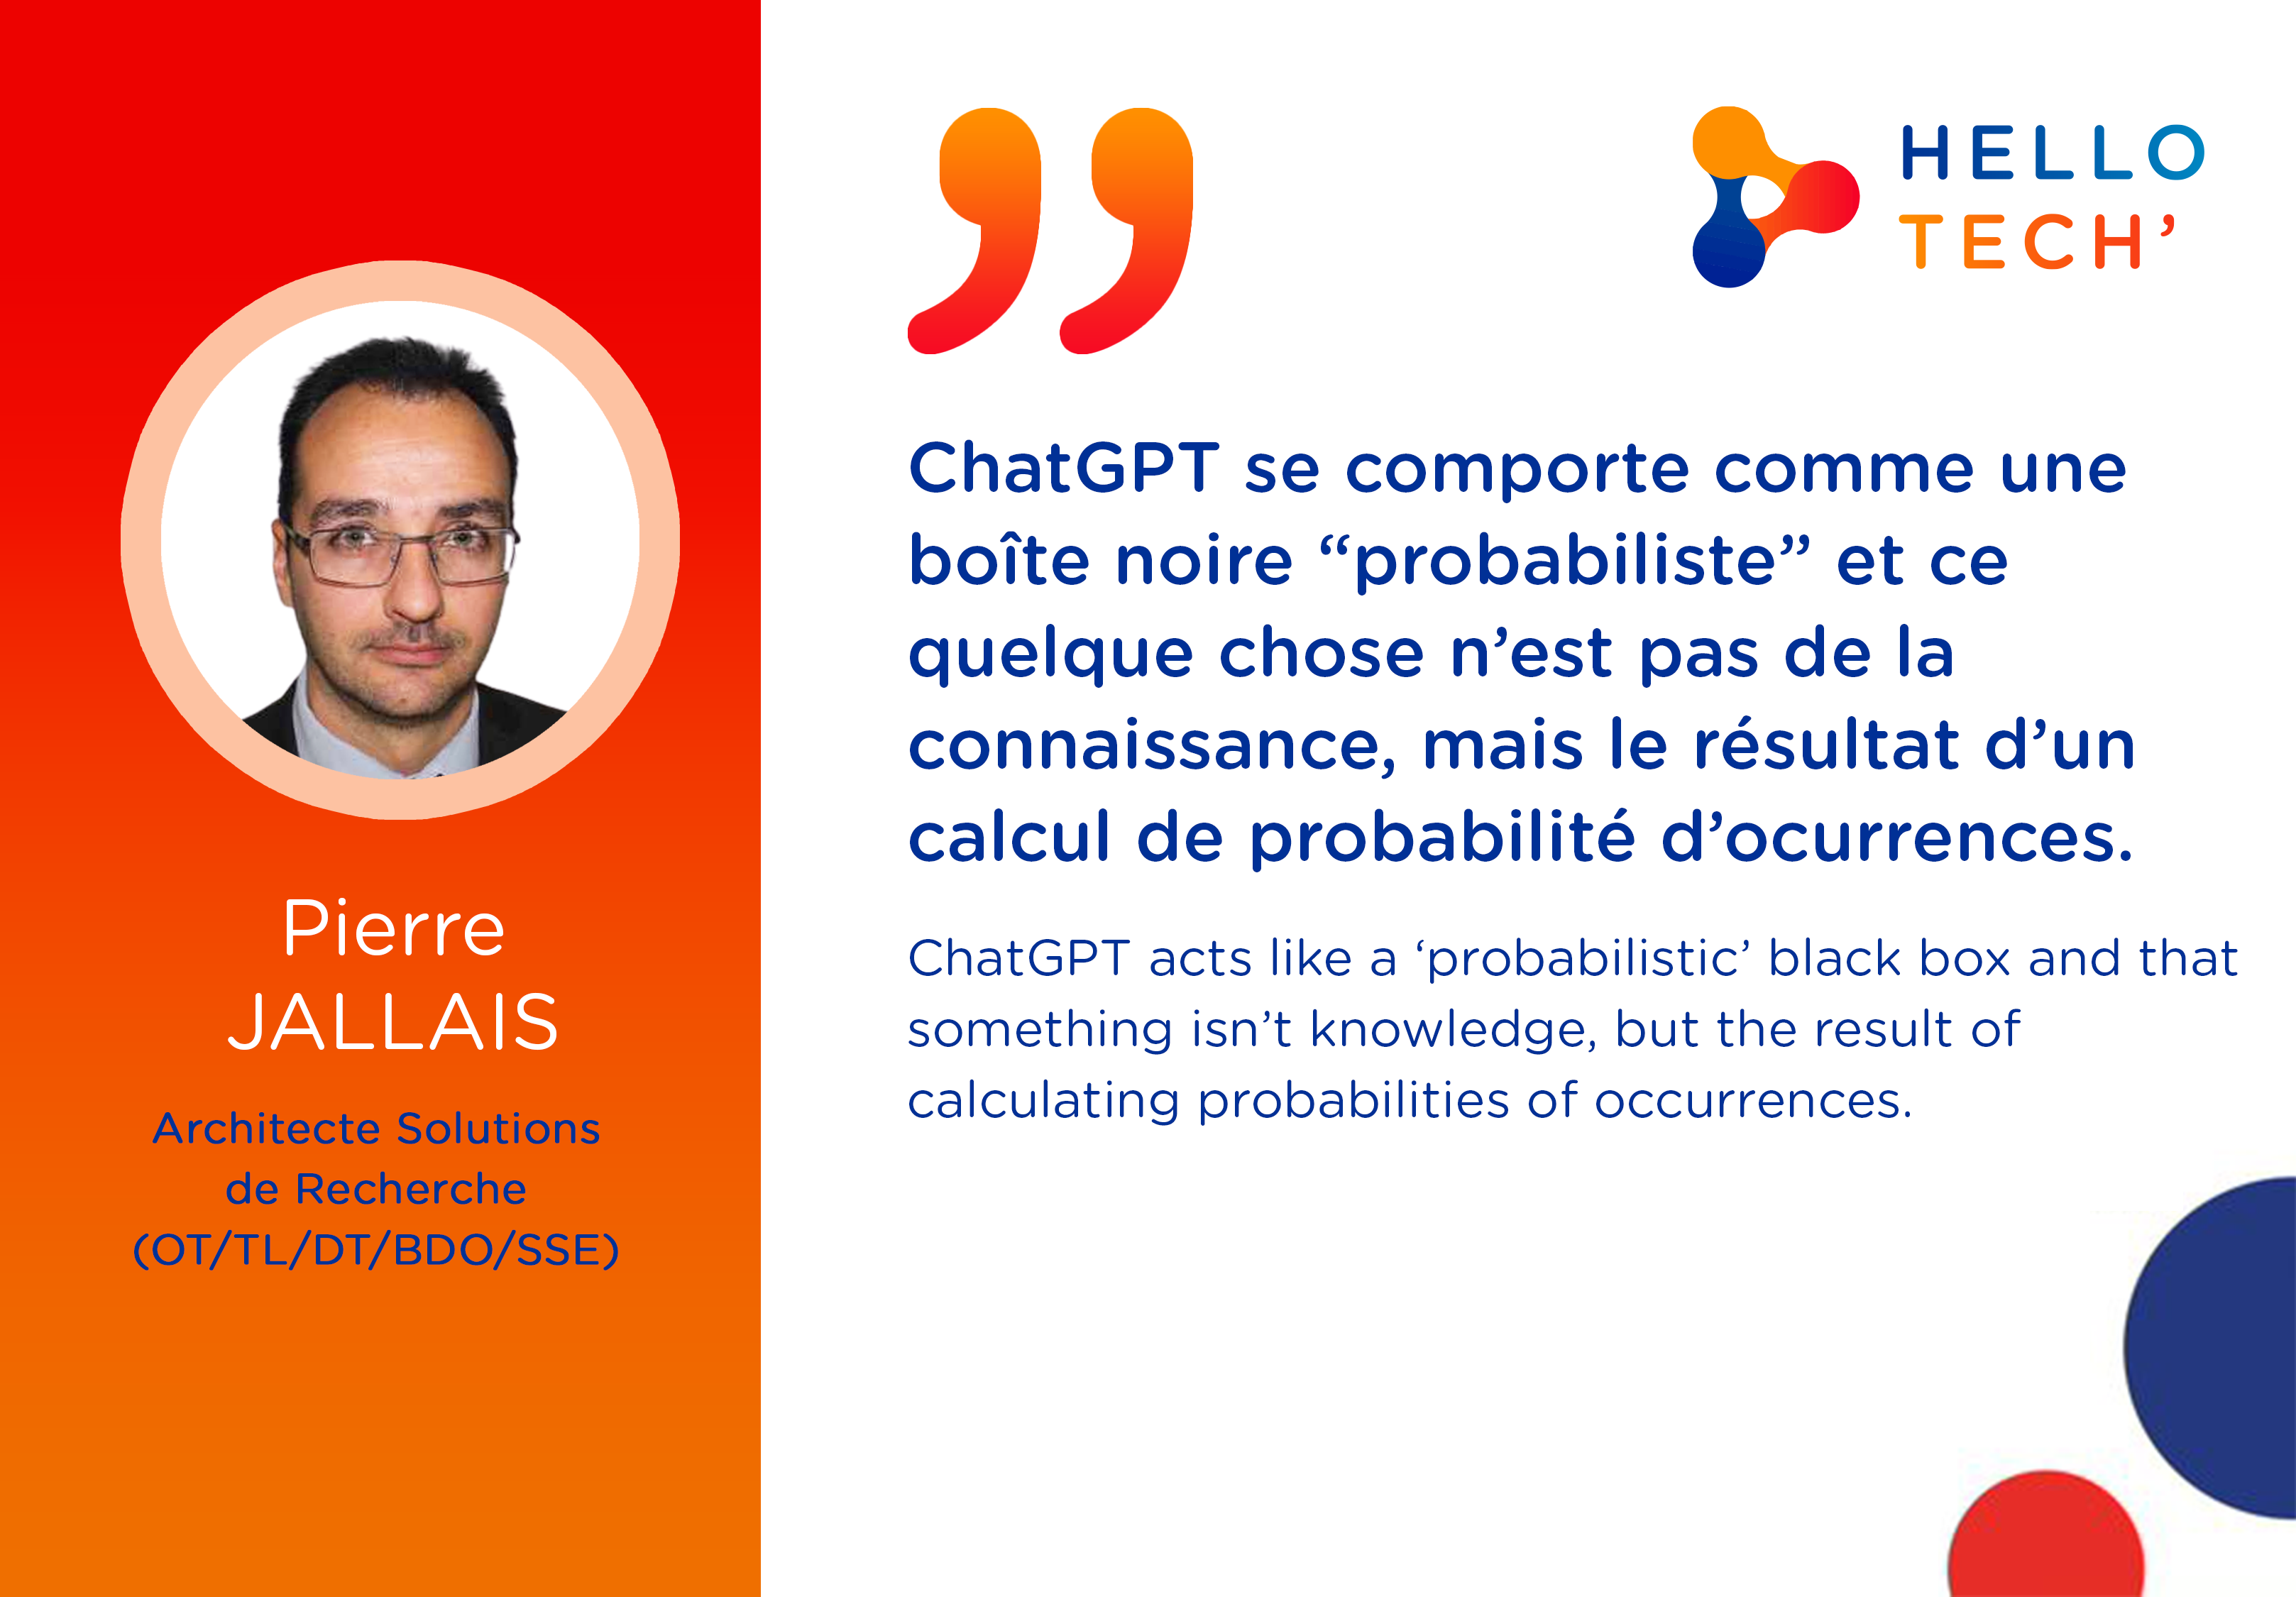 Pierre
JALLAIS
Architecte Solutions
de Recherche
(OT/TL/DT/BDO/SSE)
HELLO
TECH’
ChatGPT se comporte comme une
boîte noire “probabiliste” et ce
quelque chose n’est pas de la
connaissance, mais le résultat d’un
calcul de probabilité d’ocurrences.
ChatGPT acts like a ‘probabilistic’ black box and that
something isn’t knowledge, but the result of
calculating probabilities of occurrences.